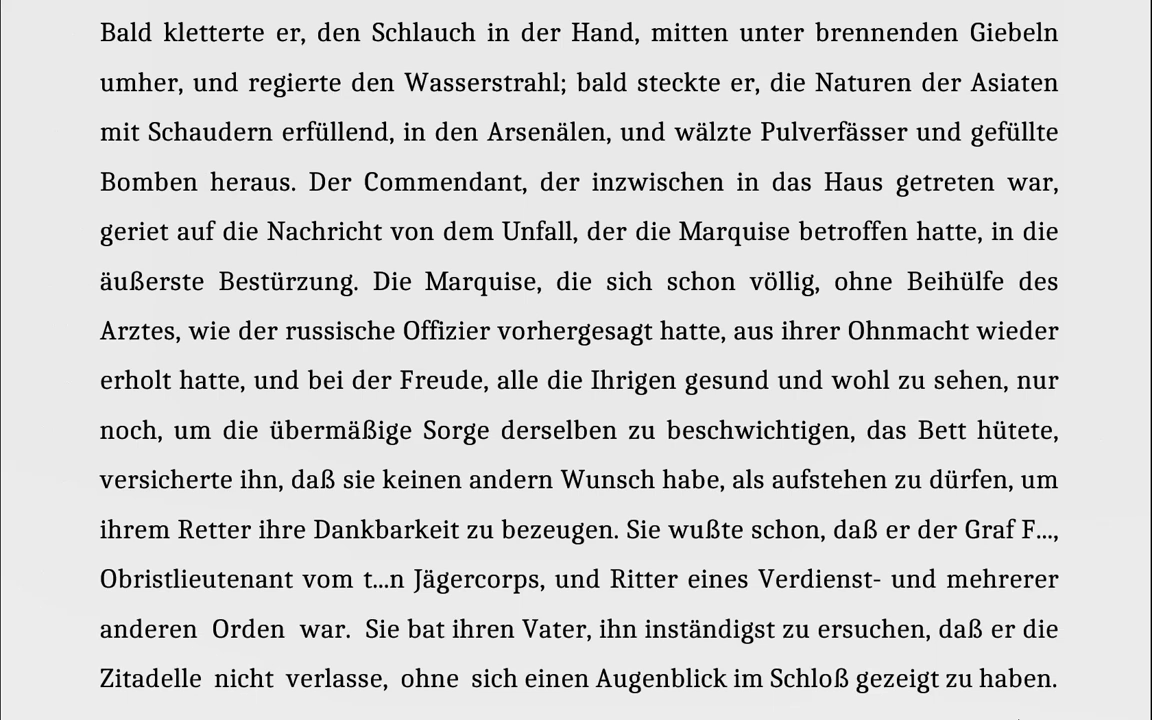 Bald kletterte er, den Schlauch in der Hand, mitten unter brennenden Giebeln
umher, und regierte den Wasserstrahl; bald steckte er, die Naturen der Asiaten
mit Schaudern erfüllend, in den Arsenälen, und wälzte Pulverfässer und gefüllte
Bomben heraus. Der Commendant, der inzwischen in das Haus getreten war,
geriet auf die Nachricht von dem Unfall, der die Marquise betroffen hatte, in die
äußerste Bestürzung. Die Marquise, die sich schon völlig, ohne Beihülfe des
Arztes, wie der russische Offizier vorhergesagt hatte, aus ihrer Ohnmacht wieder
erholt hatte, und bei der Freude, alle die Ihrigen gesund und wohl zu sehen, nur
noch, um die übermäßige Sorge derselben zu beschwichtigen, das Bett hütete,
versicherte ihn, daß sie keinen andern Wunsch habe, als aufstehen zu dürfen, um
ihrem Retter ihre Dankbarkeit zu bezeugen. Sie wußte schon, daß er der Graf F...,
Obristlieutenant vom t...n Jägercorps, und Ritter eines Verdienst- und mehrerer
anderen Orden war. Sie bat ihren Vater, ihn inständigst zu ersuchen, daß er die
Zitadelle nicht verlasse, ohne sich einen Augenblick im Schloß gezeigt zu haben.